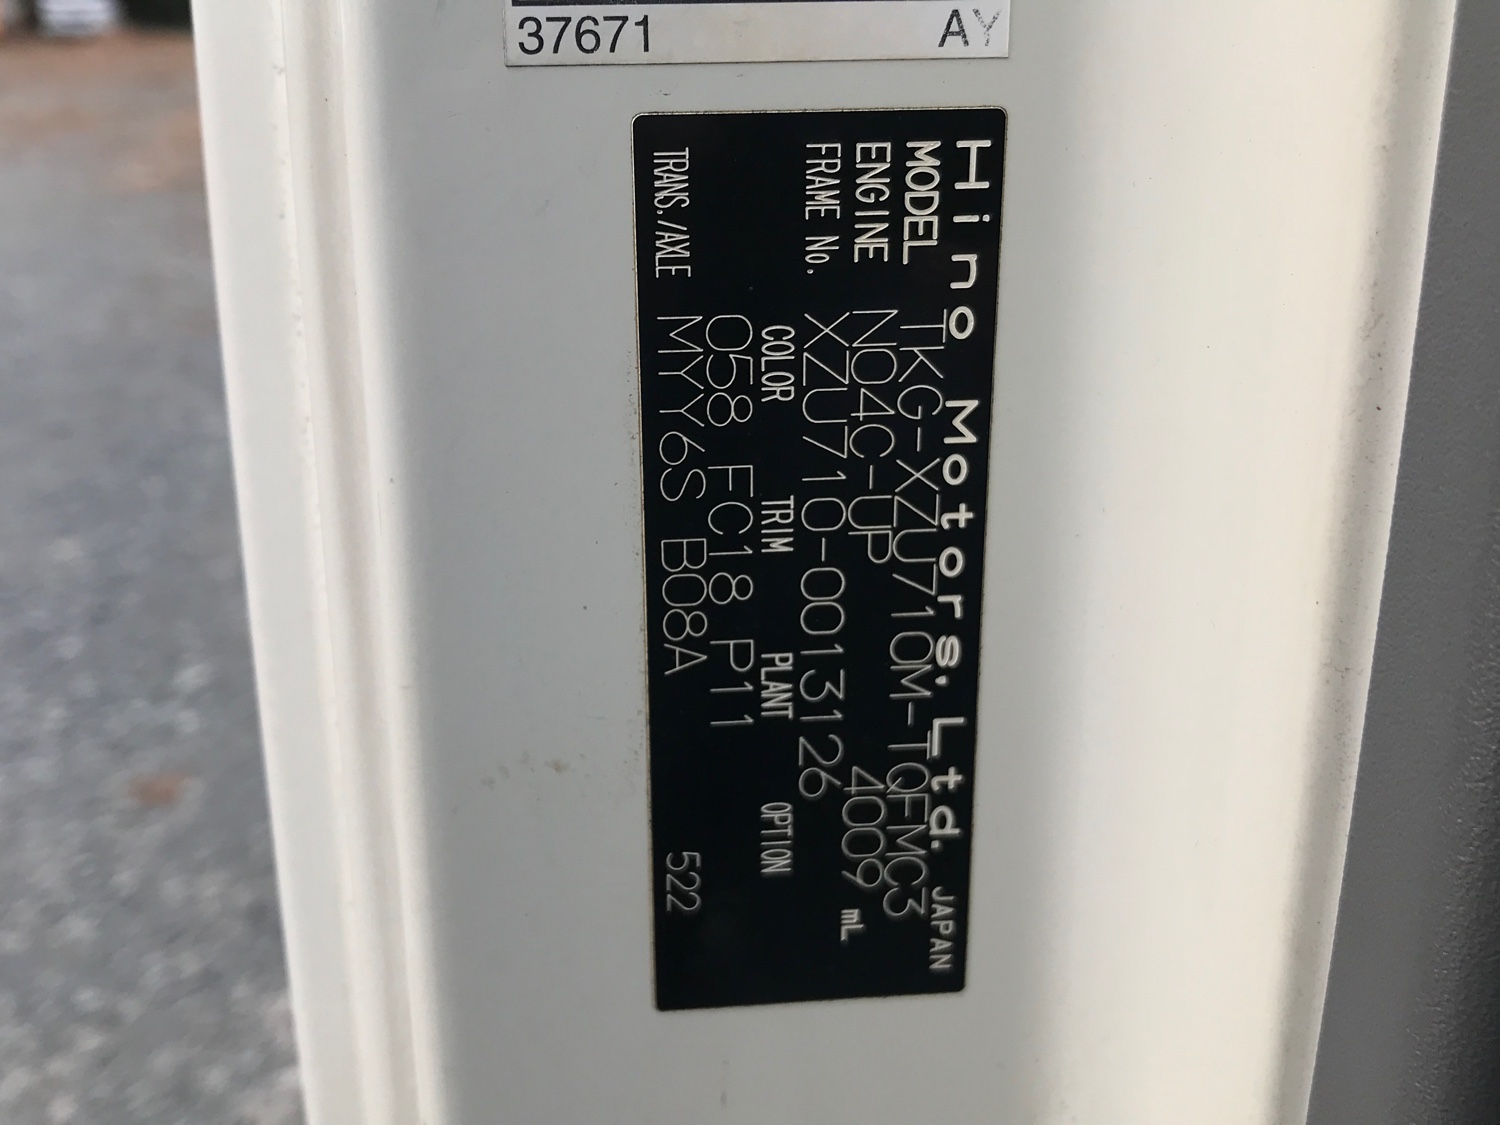 37671 AY
Hino Motors. Ltd. JAPAN
MODEL TKG-XZU710M-TQFMC3
ENGINE N04C-UP 4009 mL
FRAME No. XZU710-0013126
COLOR TRIM PLANT OPTION
058 FC18 P11
TRANS./AXLE MYY6S B08A 522